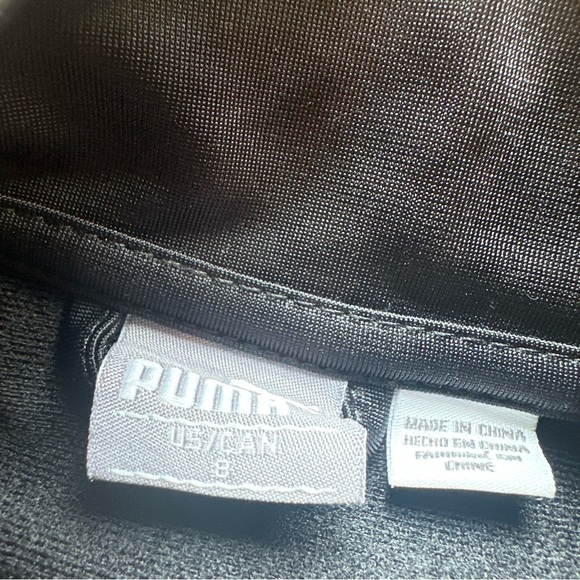 PUMA
US/CAN
MADE IN CHINA
HECHO EN CHINA
FABRIQUÉ EN
CHINE